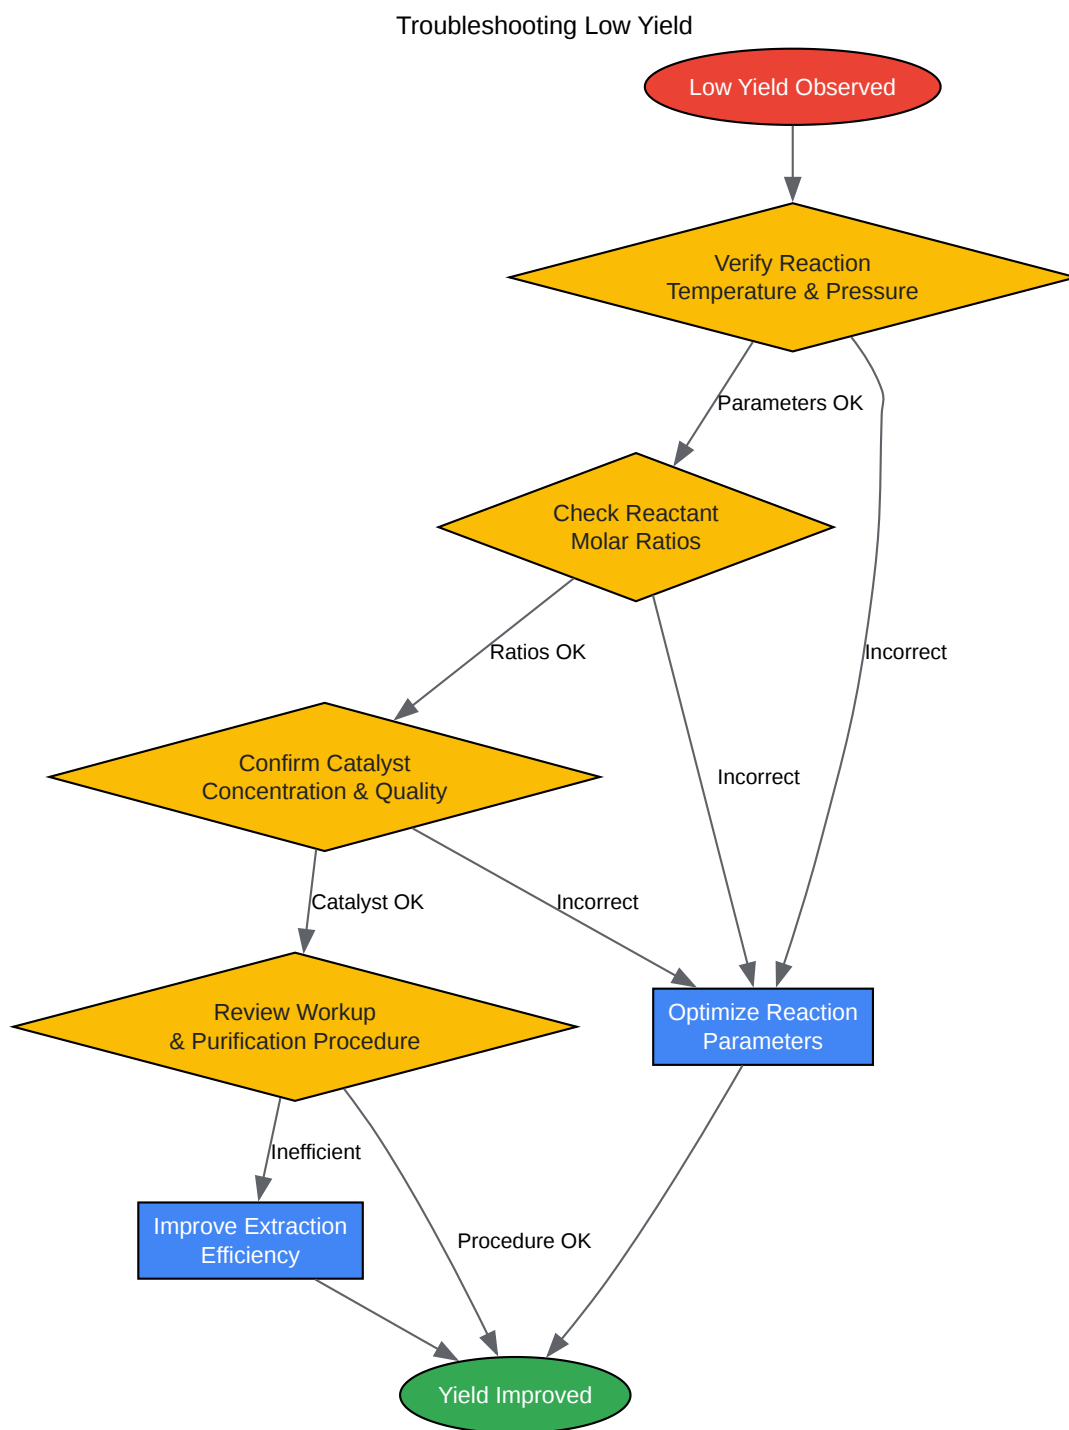 Troubleshooting Low Yield
Low Yield Observed
Verify Reaction
Temperature & Pressure
Parameters OK
Check Reactant
Molar Ratios
Ratios OK
Incorrect
Confirm Catalyst
Concentration & Quality
Incorrect
Catalyst OK
Incorrect
Review Workup
& Purification Procedure
Optimize Reaction
Parameters
Inefficient
Improve Extraction
Efficiency
Procedure OK
Yield Improved